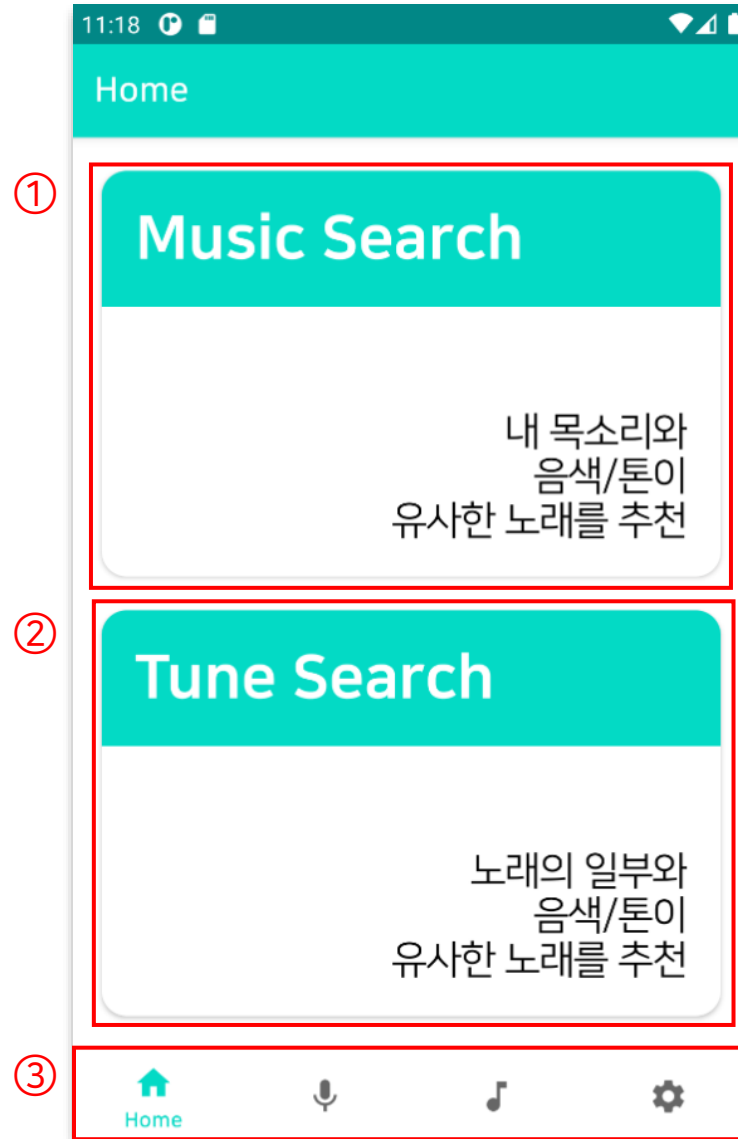 11:18
Home
①
Music Search
내 목소리와
음색/톤이
유사한 노래를 추천
②
Tune Search
노래의 일부와
음색/톤이
유사한 노래를 추천
③
Home